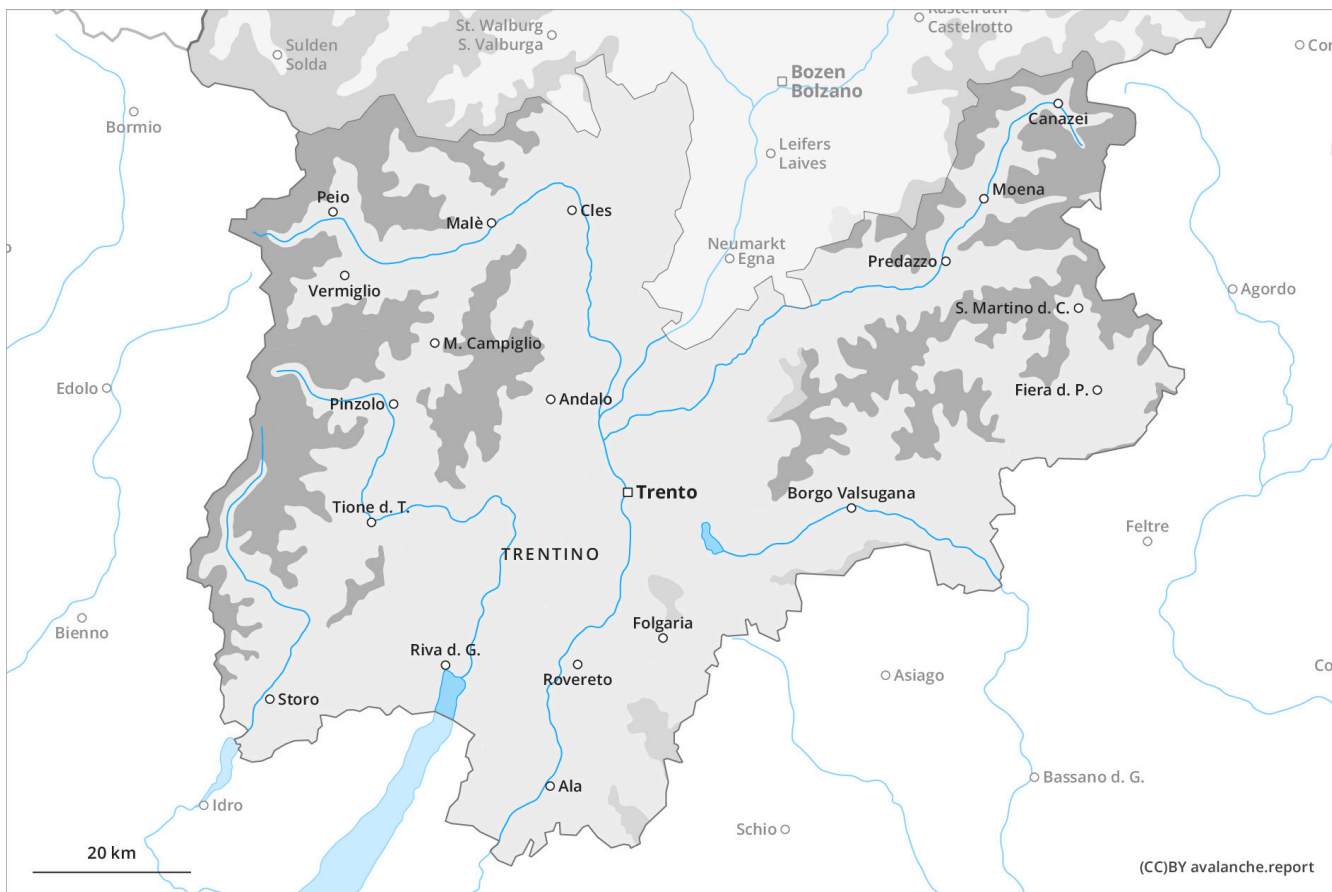 Kastelruth
Castelrotto
St. Walburg
S. Valburga
Sulden
Solda
Bozen
Bolzano
Bormio
Canazei
Leifers
Laives
Moena
Peio
Malè
Cles
Neumarkt
Egna
Predazzo
Vermiglio
Agordo
S. Martino d. C.
M. Campiglio
Edolo
Andalo
Fiera d. P.
Pinzolo
Trento
Borgo Valsugana
Tione d. T.
Feltre
TRENTINO
Bienno
Folgaria
Riva d. G.
Rovereto
Asiago
Storo
Ala
Bassano d. G.
Idro
Schio
20 km
(CC)BY avalanche.report